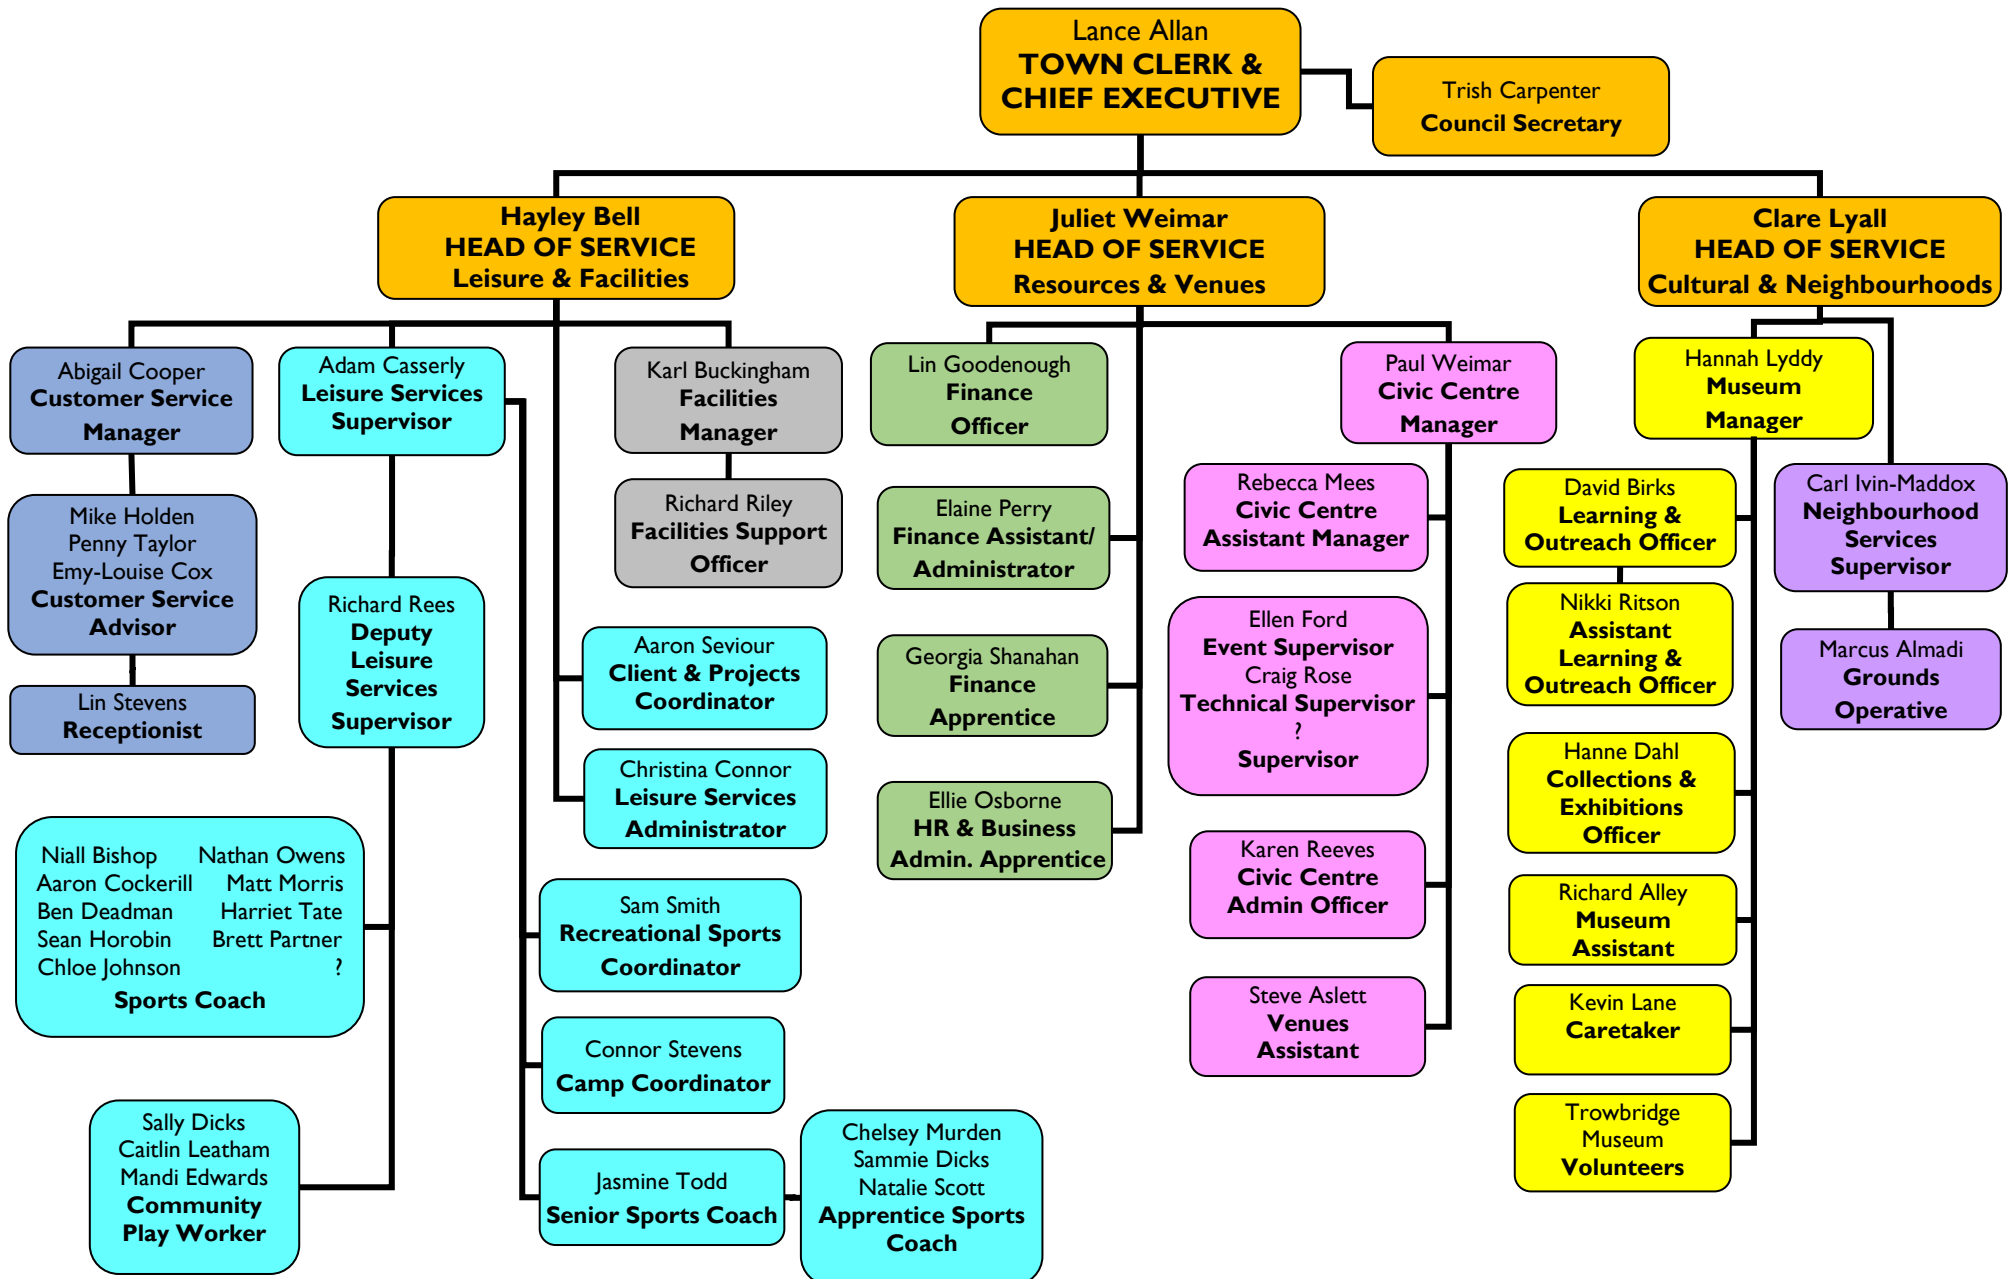 Lance Allan
TOWN CLERK &
CHIEF EXECUTIVE
Trish Carpenter
Council Secretary
Hayley Bell
HEAD OF SERVICE
Leisure & Facilities
Juliet Weimar
HEAD OF SERVICE
Resources & Venues
Clare Lyall
HEAD OF SERVICE
Cultural & Neighbourhoods
Abigail Cooper
Customer Service
Manager
Mike Holden
Penny Taylor
Emy-Louise Cox
Customer Service
Advisor
Lin Stevens
Receptionist
Adam Casserly
Leisure Services
Supervisor
Richard Rees
Deputy
Leisure
Services
Supervisor
Niall Bishop Nathan Owens
Aaron Cockerill Matt Morris
Ben Deadman Harriet Tate
Sean Horobin Brett Partner
Chloe Johnson ?
Sports Coach
Sally Dicks
Caitlin Leatham
Mandi Edwards
Community
Play Worker
Karl Buckingham
Facilities
Manager
Richard Riley
Facilities Support
Officer
Aaron Seviour
Client & Projects
Coordinator
Christina Connor
Leisure Services
Administrator
Sam Smith
Recreational Sports
Coordinator
Connor Stevens
Camp Coordinator
Jasmine Todd
Senior Sports Coach
Chelsey Murden
Sammie Dicks
Natalie Scott
Apprentice Sports
Coach
Lin Goodenough
Finance
Officer
Elaine Perry
Finance Assistant/
Administrator
Georgia Shanahan
Finance
Apprentice
Ellie Osborne
HR & Business
Admin. Apprentice
Paul Weimar
Civic Centre
Manager
Rebecca Mees
Civic Centre
Assistant Manager
Ellen Ford
Event Supervisor
Craig Rose
Technical Supervisor
?
Supervisor
Karen Reeves
Civic Centre
Admin Officer
Steve Aslett
Venues
Assistant
Hannah Lyddy
Museum
Manager
David Birks
Learning &
Outreach Officer
Nikki Ritson
Assistant
Learning &
Outreach Officer
Hanne Dahl
Collections &
Exhibitions
Officer
Richard Alley
Museum
Assistant
Kevin Lane
Caretaker
Trowbridge
Museum
Volunteers
Carl Ivin-Maddox
Neighbourhood
Services
Supervisor
Marcus Almadi
Grounds
Operative